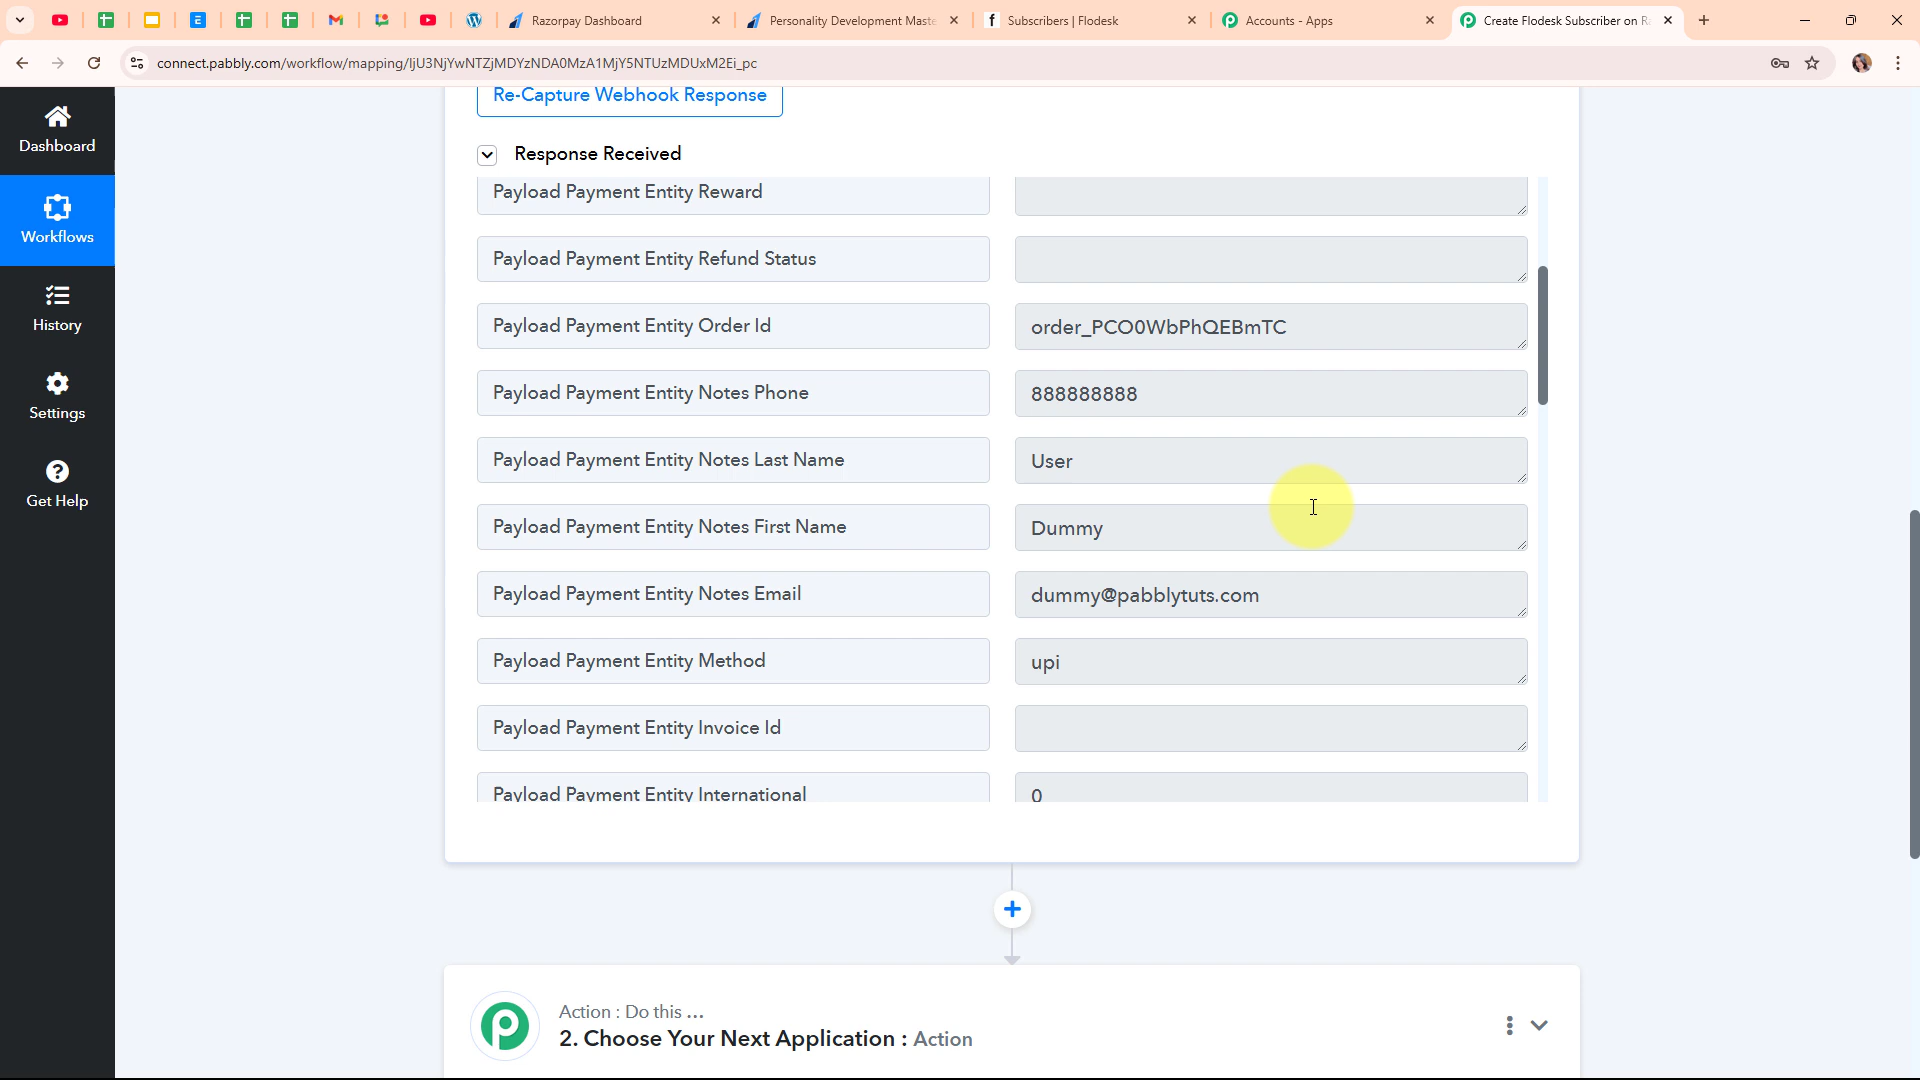 Razorpay Dashboard
Personality Development Maste
Subscribers | Flodesk
Accounts - Apps
Create Flodesk Subscriber on R
connect.pabbly.com/workflow/mapping/IjU3NjYwNTZjMDYzNDA0MzA1MjY5NTUzMDUxM2Ei_pc
Dashboard
Workflows
History
Settings
Get Help
Re-Capture Webhook Response
Response Received
Payload Payment Entity Reward
Payload Payment Entity Refund Status
Payload Payment Entity Order Id order_PCO0WbPhQEBmTC
Payload Payment Entity Notes Phone 888888888
Payload Payment Entity Notes Last Name User
Payload Payment Entity Notes First Name Dummy
Payload Payment Entity Notes Email dummy@pabblytuts.com
Payload Payment Entity Method upi
Payload Payment Entity Invoice Id
Payload Payment Entity International 0
Action : Do this ...
2. Choose Your Next Application : Action